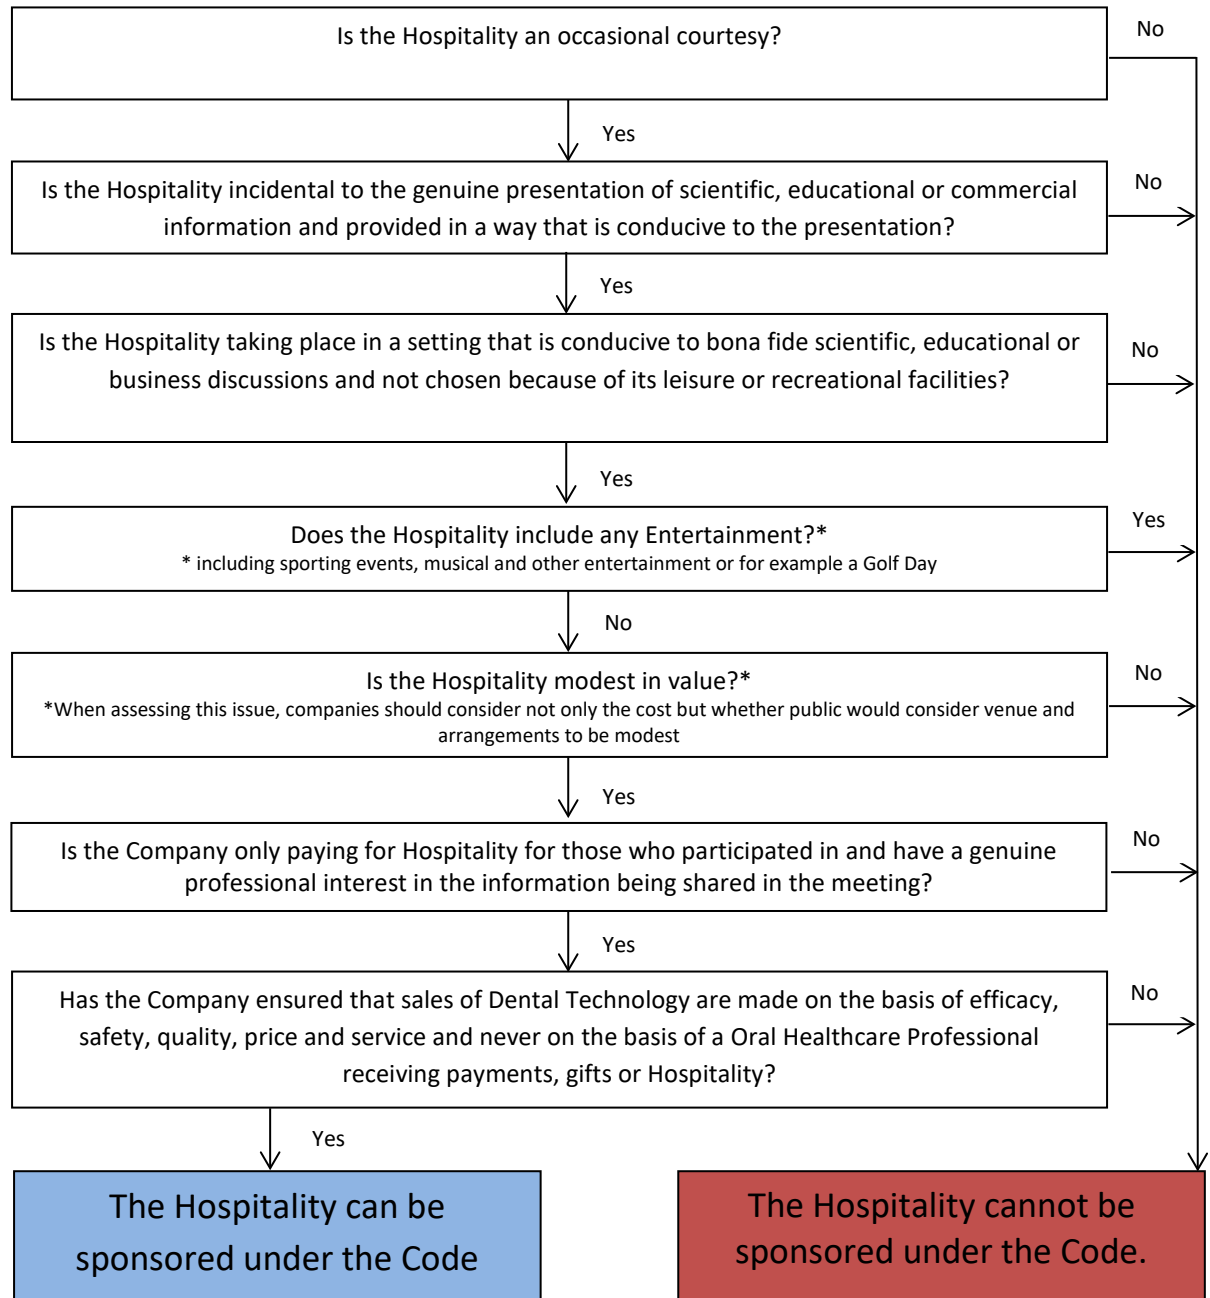 Is the Hospitality an occasional courtesy?
No
Yes
Is the Hospitality incidental to the genuine presentation of scientific, educational or commercial
information and provided in a way that is conducive to the presentation?
No
Yes
Is the Hospitality taking place in a setting that is conducive to bona fide scientific, educational or
business discussions and not chosen because of its leisure or recreational facilities?
No
Yes
Does the Hospitality include any Entertainment?*
* including sporting events, musical and other entertainment or for example a Golf Day
Yes
No
Is the Hospitality modest in value?*
*When assessing this issue, companies should consider not only the cost but whether public would consider venue and
arrangements to be modest
No
Yes
Is the Company only paying for Hospitality for those who participated in and have a genuine
professional interest in the information being shared in the meeting?
No
Yes
Has the Company ensured that sales of Dental Technology are made on the basis of efficacy,
safety, quality, price and service and never on the basis of a Oral Healthcare Professional
receiving payments, gifts or Hospitality?
No
Yes
The Hospitality can be
sponsored under the Code
The Hospitality cannot be
sponsored under the Code.